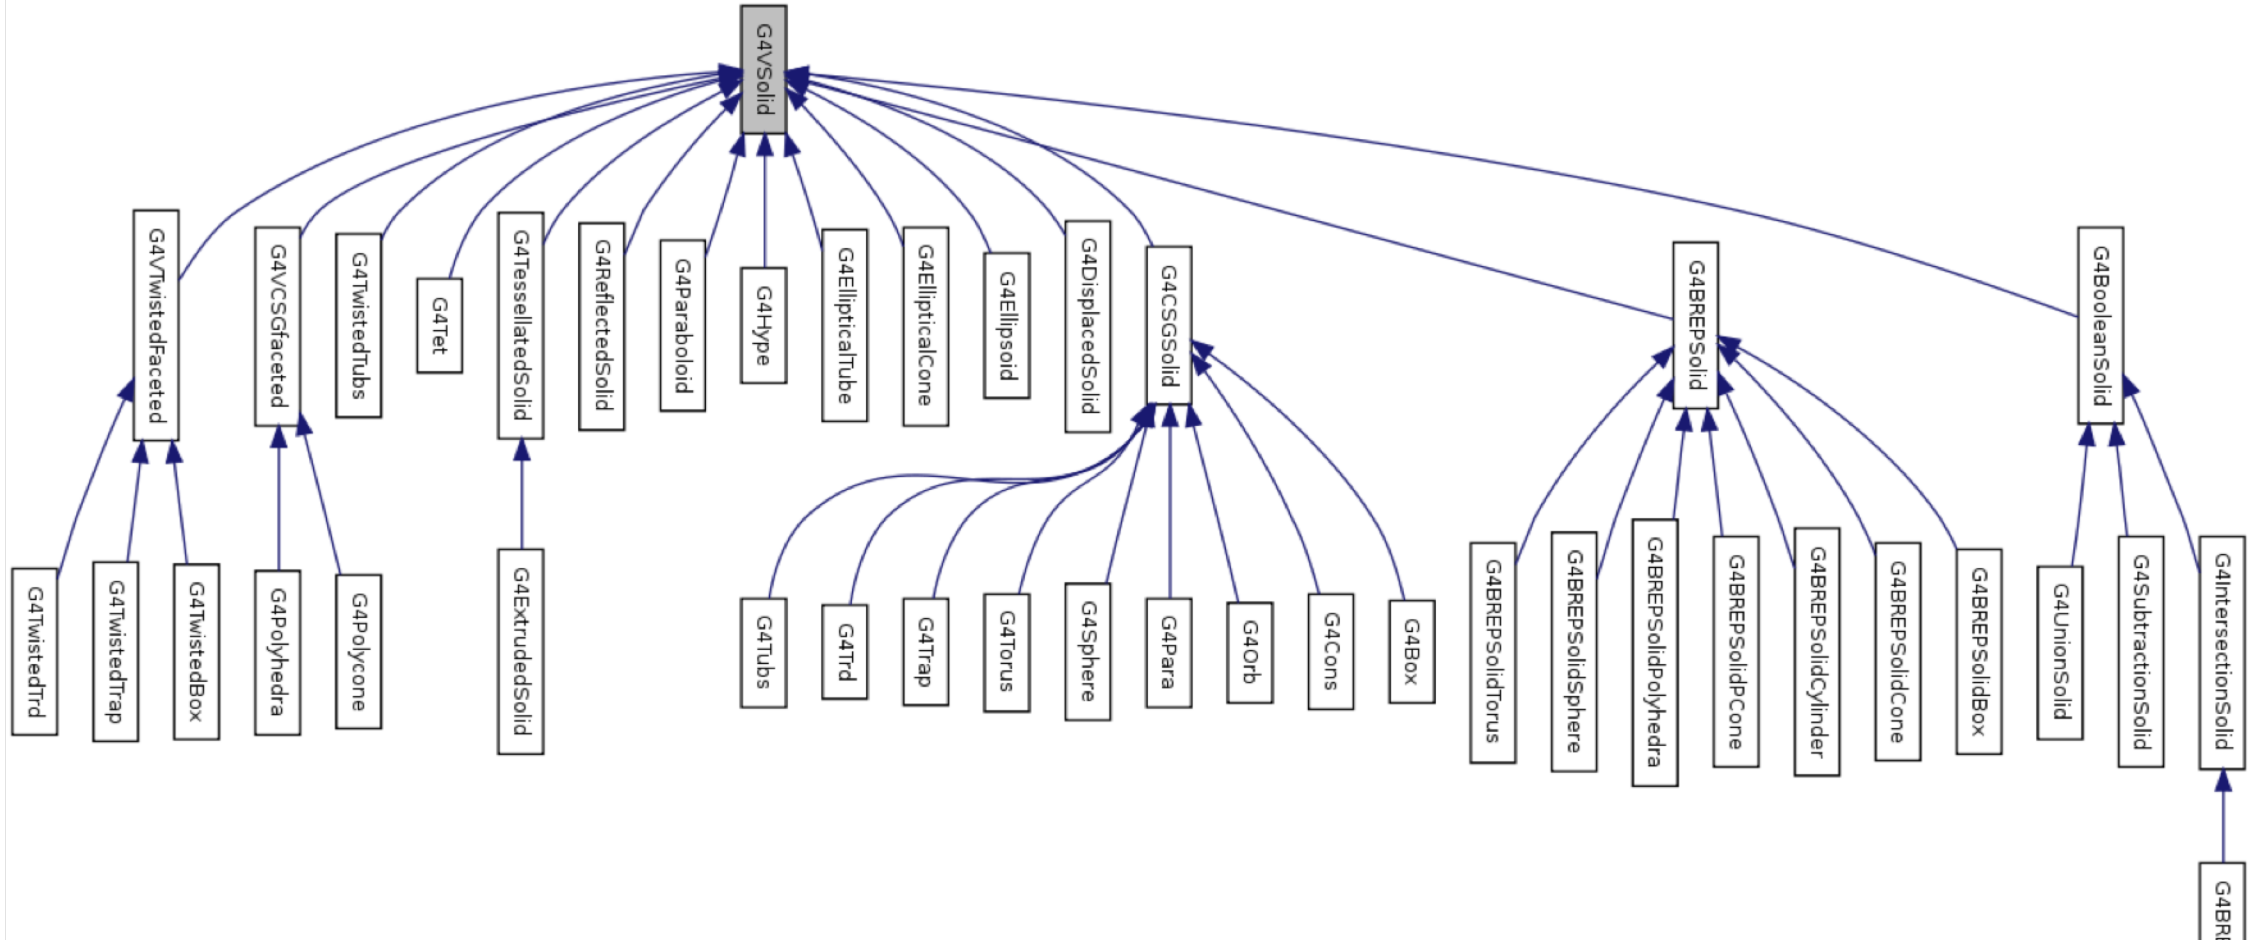 G4VSolid
G4VTwistedFaceted
G4VCSGfaceted
G4TwistedTubs
G4Tet
G4TessellatedSolid
G4ReflectedSolid
G4Paraboloid
G4Hype
G4EllipticalTube
G4EllipticalCone
G4Ellipsoid
G4DisplacedSolid
G4CSGSolid
G4BREPSolid
G4BooleanSolid
G4TwistedTrd
G4TwistedTrap
G4TwistedBox
G4Polyhedra
G4Polycone
G4ExtrudedSolid
G4Tubs
G4Trd
G4Trap
G4Torus
G4Sphere
G4Para
G4Orb
G4Cons
G4Box
G4BREPSolidTorus
G4BREPSolidSphere
G4BREPSolidPolyhedra
G4BREPSolidPCone
G4BREPSolidCylinder
G4BREPSolidCone
G4BREPSolidBox
G4UnionSolid
G4SubtractionSolid
G4IntersectionSolid